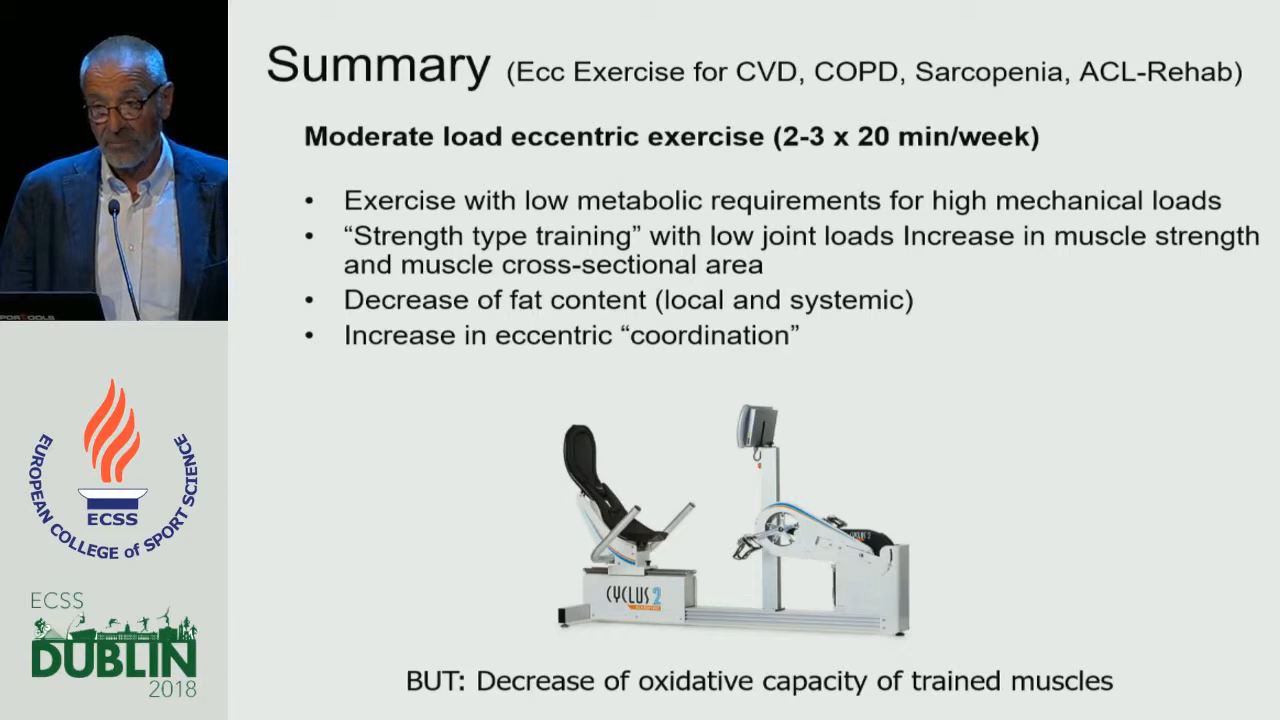 Summary (Ecc Exercise for CVD, COPD, Sarcopenia, ACL-Rehab)
Moderate load eccentric exercise (2-3 x 20 min/week)
• Exercise with low metabolic requirements for high mechanical loads
• “Strength type training” with low joint loads Increase in muscle strength
and muscle cross-sectional area
• Decrease of fat content (local and systemic)
• Increase in eccentric “coordination”
CYCLUS 2
BUT: Decrease of oxidative capacity of trained muscles
EUROPEAN COLLEGE of SPORT SCIENCE
ECSS
ECSS
DUBLIN
2018